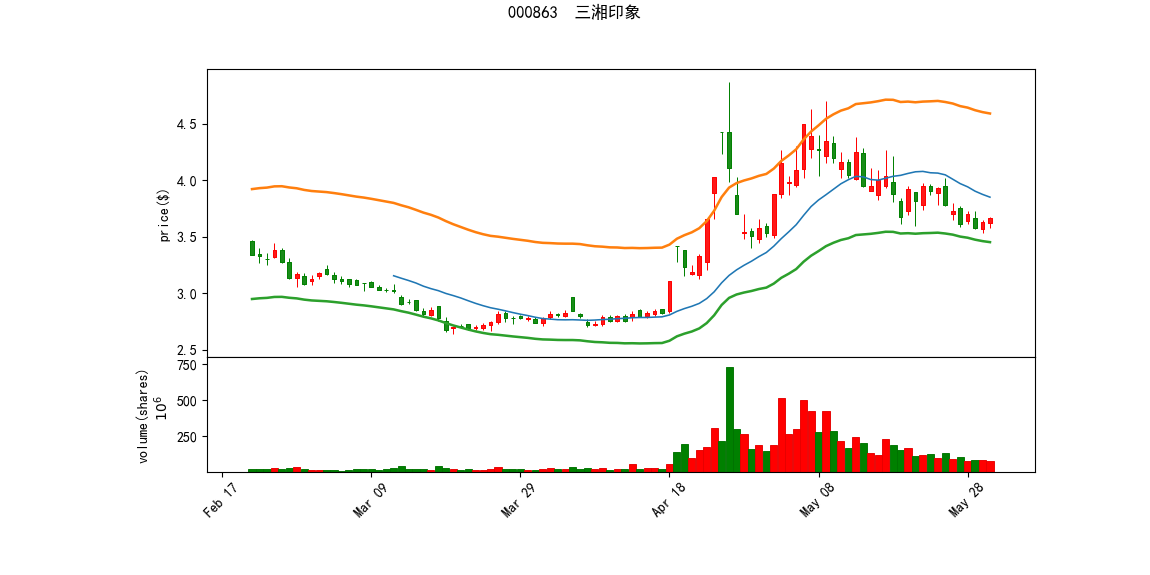 000863 三湘印象
price($)
4.5
4.0
3.5
3.0
2.5
volume(shares)
10^6
750
500
250
Feb 17
Mar 09
Mar 29
Apr 18
May 08
May 28